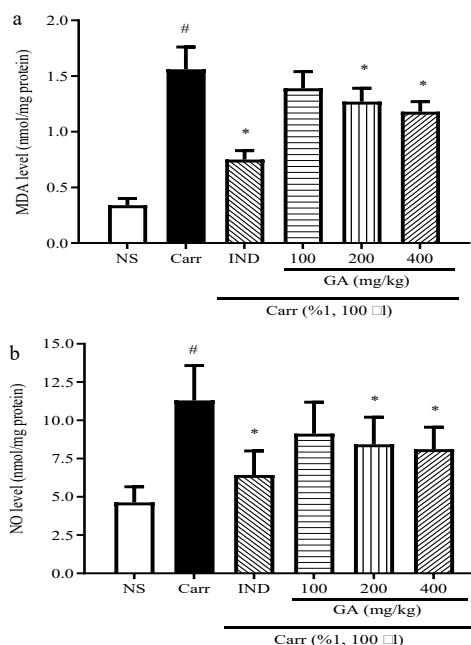 a
MDA level (nmol/mg protein)
2.0
1.5
1.0
0.5
0.0
#
*
*
*
NS Carr IND 100 200 400
GA (mg/kg)
Carr (%1, 100 □l)
b
NO level (nmol/mg protein)
15.0
12.5
10.0
7.5
5.0
2.5
0.0
#
*
*
*
NS Carr IND 100 200 400
GA (mg/kg)
Carr (%1, 100 □l)